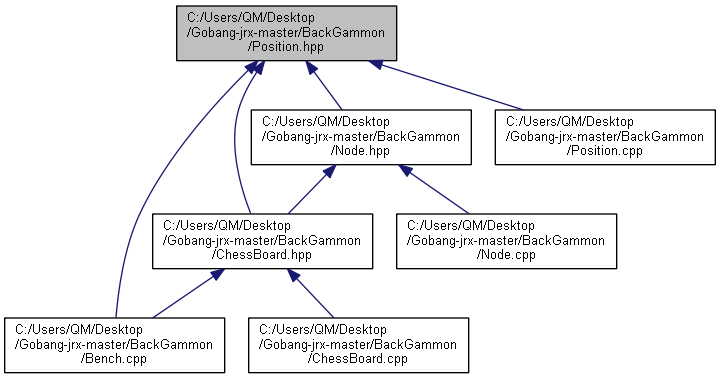 C:/Users/QM/Desktop
/Gobang-jrx-master/BackGammon
/Position.hpp
C:/Users/QM/Desktop
/Gobang-jrx-master/BackGammon
/Node.hpp
C:/Users/QM/Desktop
/Gobang-jrx-master/BackGammon
/Position.cpp
C:/Users/QM/Desktop
/Gobang-jrx-master/BackGammon
/ChessBoard.hpp
C:/Users/QM/Desktop
/Gobang-jrx-master/BackGammon
/Node.cpp
C:/Users/QM/Desktop
/Gobang-jrx-master/BackGammon
/Bench.cpp
C:/Users/QM/Desktop
/Gobang-jrx-master/BackGammon
/ChessBoard.cpp